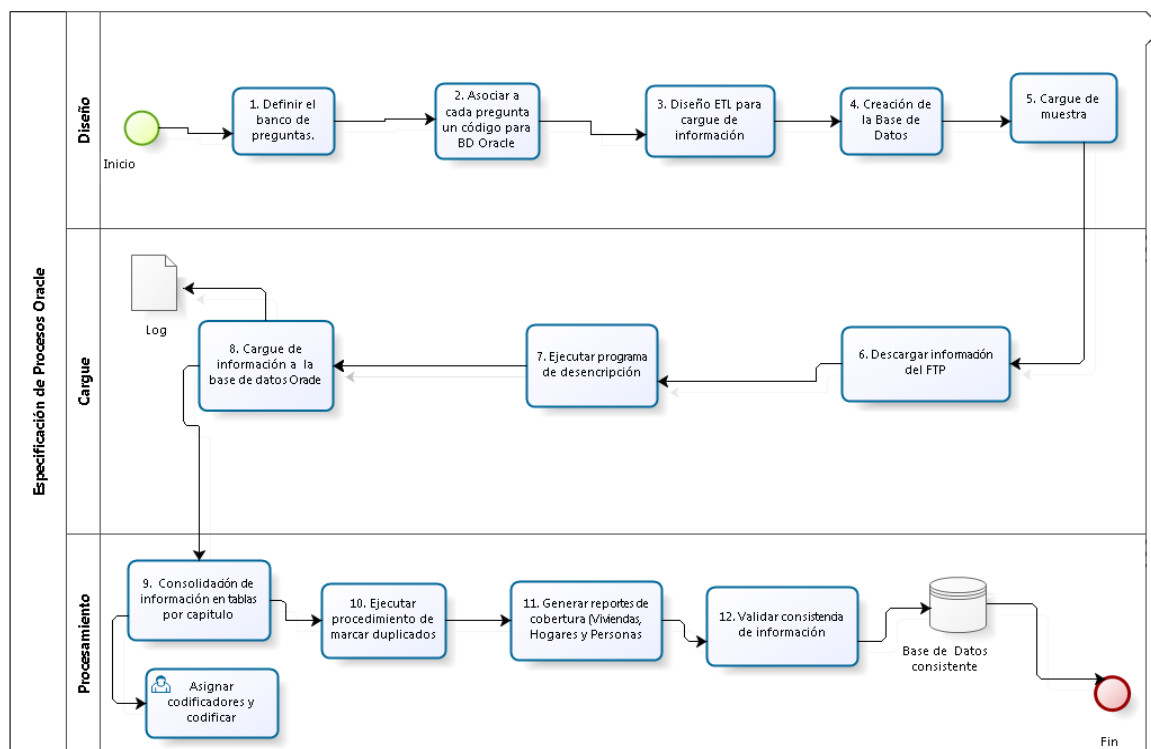 Especificación de Procesos Oracle
Diseño
Inicio
1. Definir el
banco de
preguntas.
2. Asociar a
cada pregunta
un código para
BD Oracle
3. Diseño ETL para
cargue de
información
4. Creación de
la Base de
Datos
5. Cargue de
muestra
Cargue
Log
8. Cargue de
información a la
base de datos Oracle
7. Ejecutar programa
de desencripción
6. Descargar información
del FTP
Procesamiento
9. Consolidación de
información en tablas
por capitulo
10. Ejecutar
procedimiento de
marcar duplicados
11. Generar reportes de
cobertura (Viviendas,
Hogares y Personas
12. Validar consistencia
de información
Base de Datos
consistente
Asignar
codificadores y
codificar
Fin